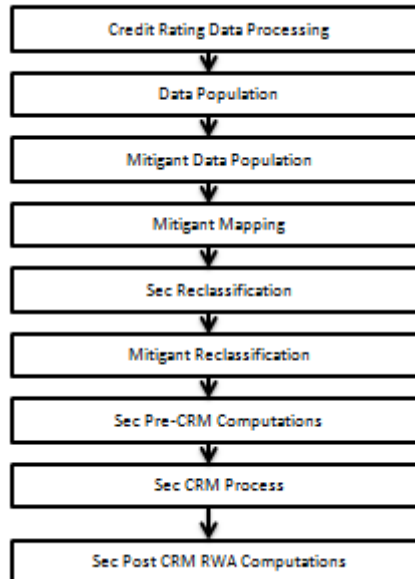 Credit Rating Data Processing
Data Population
Mitigant Data Population
Mitigant Mapping
Sec Reclassification
Mitigant Reclassification
Sec Pre-CRM Computations
Sec CRM Process
Sec Post CRM RWA Computations